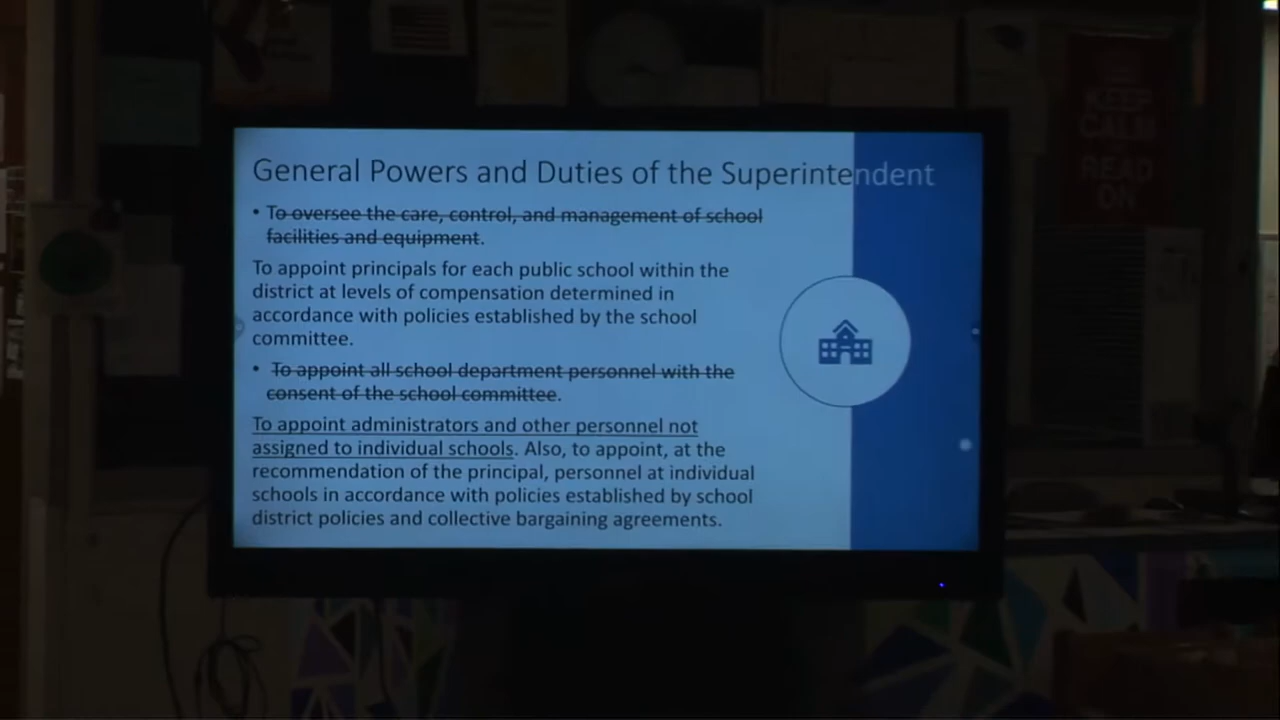 General Powers and Duties of the Superintendent
• To oversee the care, control, and management of school
facilities and equipment.
To appoint principals for each public school within the
district at levels of compensation determined in
accordance with policies established by the school
committee.
• To appoint all school department personnel with the
consent of the school committee.
To appoint administrators and other personnel not
assigned to individual schools. Also, to appoint, at the
recommendation of the principal, personnel at individual
schools in accordance with policies established by school
district policies and collective bargaining agreements.
KEEP
CALM
READ
ON